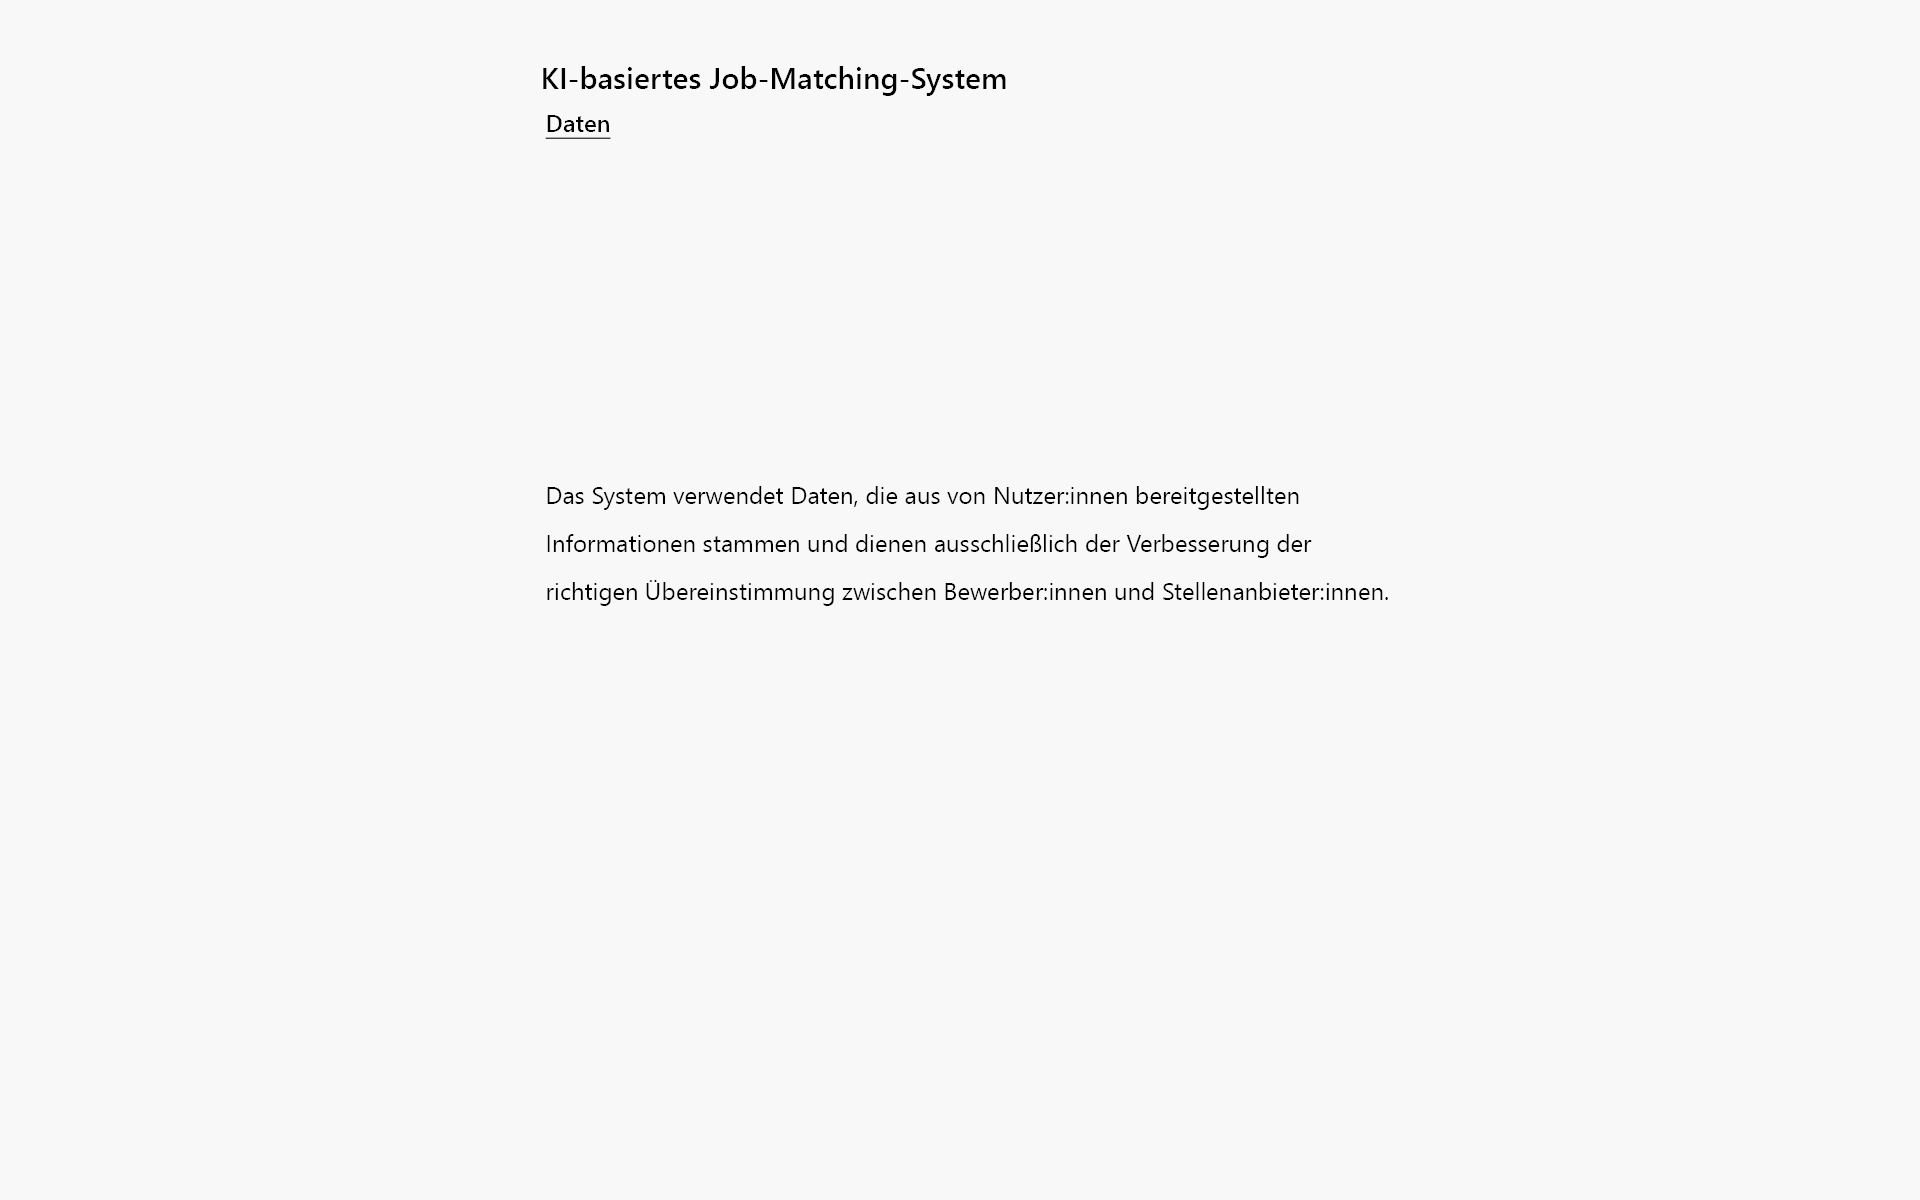 KI-basiertes Job-Matching-System
Daten
Das System verwendet Daten, die aus von Nutzer:innen bereitgestellten
Informationen stammen und dienen ausschließlich der Verbesserung der
richtigen Übereinstimmung zwischen Bewerber:innen und Stellenanbieter:innen.